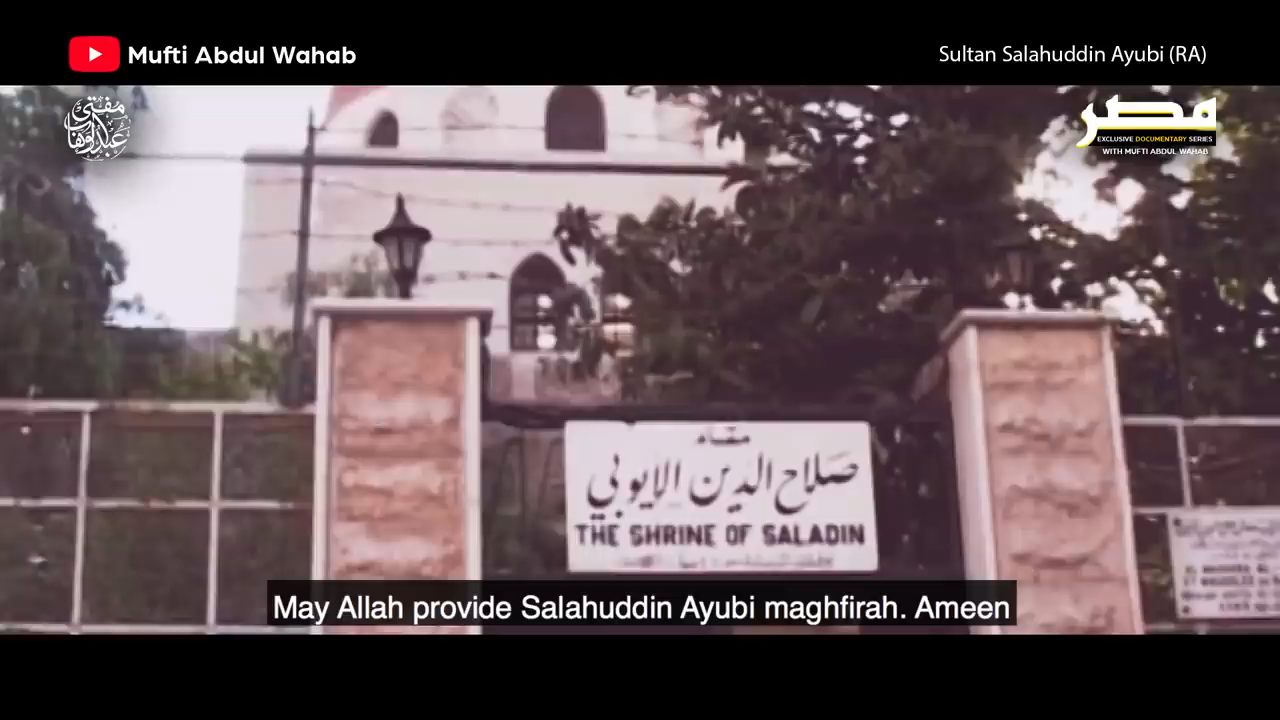 Mufti Abdul Wahab
Sultan Salahuddin Ayubi (RA)
مصر
EXCLUSIVE DOCUMENTARY SERIES
WITH MUFTI ABDUL WAHAB
مقام
صلاح الدين الايوبي
THE SHRINE OF SALADIN
May Allah provide Salahuddin Ayubi maghfirah. Ameen